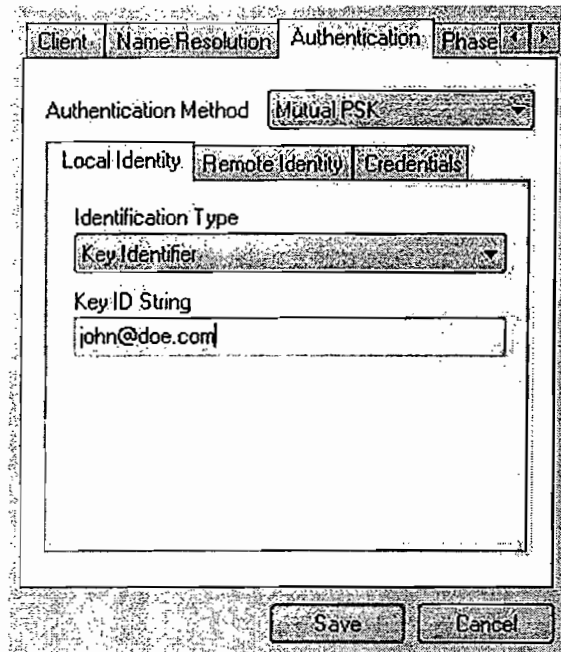 Client Name Resolution Authentication Phase
Authentication Method Mutual PSK
Local Identity Remote Identity Credentials
Identification Type
Key Identifier
Key ID String
john@doe.com
Save Cancel